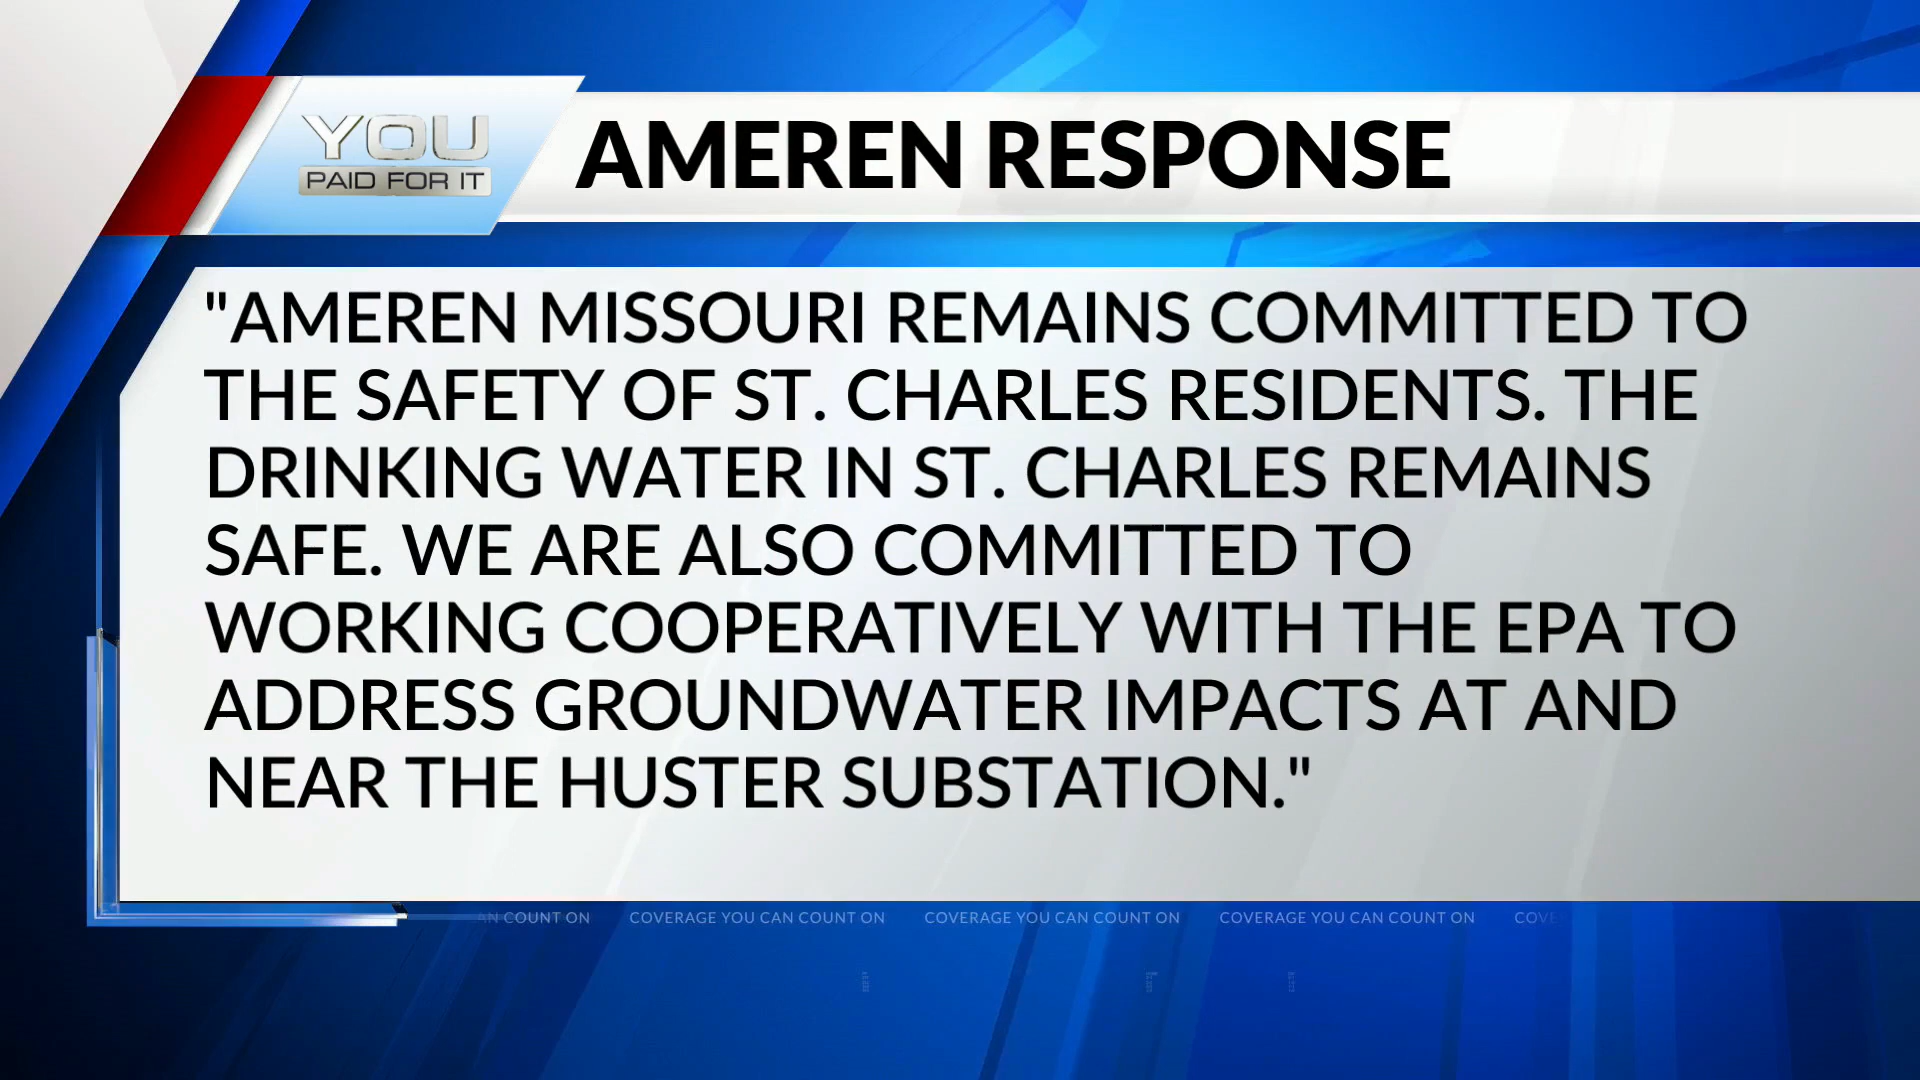 YOU
PAID FOR IT
AMEREN RESPONSE
"AMEREN MISSOURI REMAINS COMMITTED TO
THE SAFETY OF ST. CHARLES RESIDENTS. THE
DRINKING WATER IN ST. CHARLES REMAINS
SAFE. WE ARE ALSO COMMITTED TO
WORKING COOPERATIVELY WITH THE EPA TO
ADDRESS GROUNDWATER IMPACTS AT AND
NEAR THE HUSTER SUBSTATION."
AN COUNT ON COVERAGE YOU CAN COUNT ON COVERAGE YOU CAN COUNT ON COVERAGE YOU CAN COUNT ON COVE